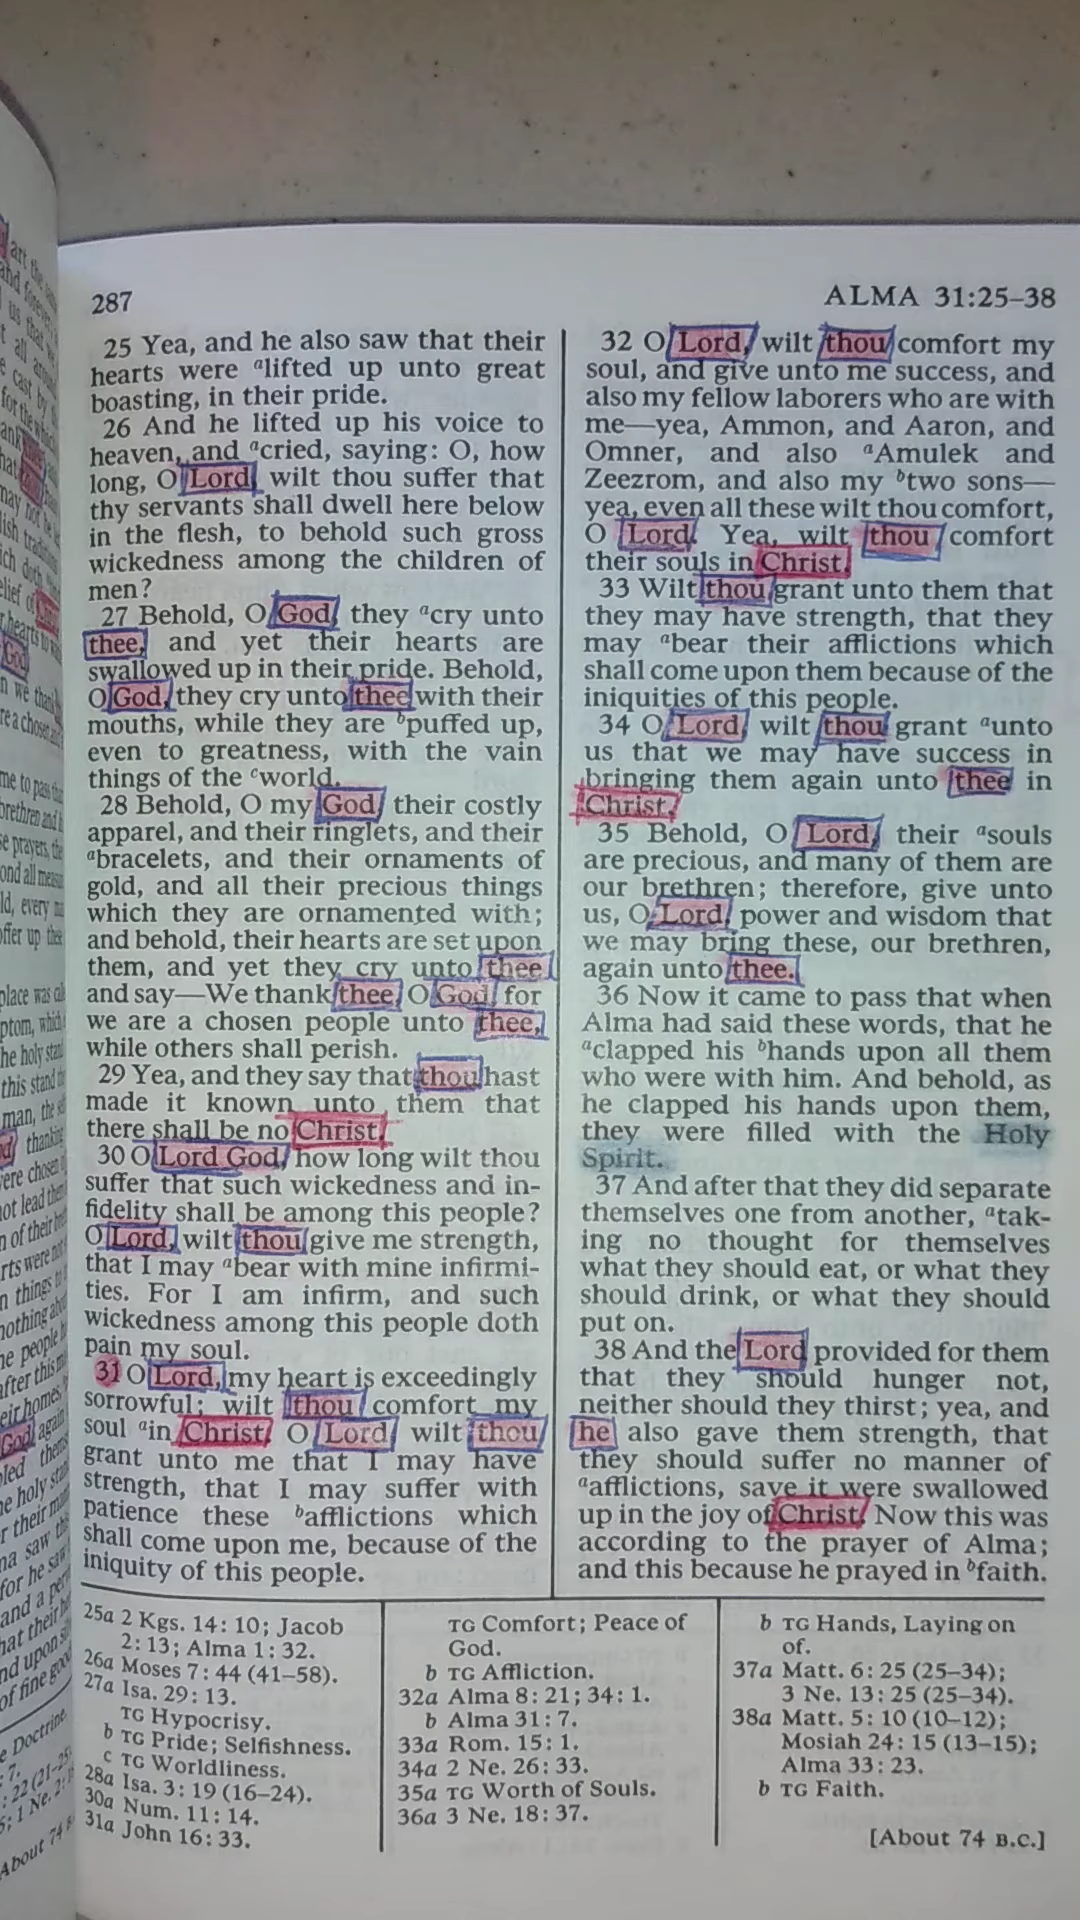 287
ALMA 31:25–38
25 Yea, and he also saw that their
hearts were alifted up unto great
boasting, in their pride.
26 And he lifted up his voice to
heaven, and acried, saying: O, how
long, O Lord, wilt thou suffer that
thy servants shall dwell here below
in the flesh, to behold such gross
wickedness among the children of
men?
27 Behold, O God, they acry unto
thee, and yet their hearts are
swallowed up in their pride. Behold,
O God, they cry unto thee with their
mouths, while they are bpuffed up,
even to greatness, with the vain
things of the cworld.
28 Behold, O my God, their costly
apparel, and their ringlets, and their
abracelets, and their ornaments of
gold, and all their precious things
which they are ornamented with;
and behold, their hearts are set upon
them, and yet they cry unto thee
and say—We thank thee, O God, for
we are a chosen people unto thee,
while others shall perish.
29 Yea, and they say that thou hast
made it known unto them that
there shall be no Christ.
30 O Lord God, how long wilt thou
suffer that such wickedness and in-
fidelity shall be among this people?
O Lord, wilt thou give me strength,
that I may abear with mine infirmi-
ties. For I am infirm, and such
wickedness among this people doth
pain my soul.
31 O Lord, my heart is exceedingly
sorrowful; wilt thou comfort my
soul ain Christ. O Lord, wilt thou
grant unto me that I may have
strength, that I may suffer with
patience these bafflictions which
shall come upon me, because of the
iniquity of this people.
32 O Lord, wilt thou comfort my
soul, and give unto me success, and
also my fellow laborers who are with
me—yea, Ammon, and Aaron, and
Omner, and also aAmulek and
Zeezrom, and also my btwo sons—
yea, even all these wilt thou comfort,
O Lord. Yea, wilt thou comfort
their souls in Christ.
33 Wilt thou grant unto them that
they may have strength, that they
may abear their afflictions which
shall come upon them because of the
iniquities of this people.
34 O Lord, wilt thou grant aunto
us that we may have success in
bringing them again unto thee in
Christ.
35 Behold, O Lord, their asouls
are precious, and many of them are
our brethren; therefore, give unto
us, O Lord, power and wisdom that
we may bring these, our brethren,
again unto thee.
36 Now it came to pass that when
Alma had said these words, that he
aclapped his bhands upon all them
who were with him. And behold, as
he clapped his hands upon them,
they were filled with the Holy
Spirit.
37 And after that they did separate
themselves one from another, atak-
ing no thought for themselves
what they should eat, or what they
should drink, or what they should
put on.
38 And the Lord provided for them
that they should hunger not,
neither should they thirst; yea, and
he also gave them strength, that
they should suffer no manner of
aafflictions, save it were swallowed
up in the joy of Christ. Now this was
according to the prayer of Alma;
and this because he prayed in bfaith.
25a 2 Kgs. 14: 10; Jacob
2: 13; Alma 1: 32.
26a Moses 7: 44 (41–58).
27a Isa. 29: 13.
TG Hypocrisy.
b TG Pride; Selfishness.
c TG Worldliness.
28a Isa. 3: 19 (16–24).
30a Num. 11: 14.
31a John 16: 33.
TG Comfort; Peace of
God.
b TG Affliction.
32a Alma 8: 21; 34: 1.
b Alma 31: 7.
33a Rom. 15: 1.
34a 2 Ne. 26: 33.
35a TG Worth of Souls.
36a 3 Ne. 18: 37.
b TG Hands, Laying on
of.
37a Matt. 6: 25 (25–34);
3 Ne. 13: 25 (25–34).
38a Matt. 5: 10 (10–12);
Mosiah 24: 15 (13–15);
Alma 33: 23.
b TG Faith.
[About 74 B.C.]